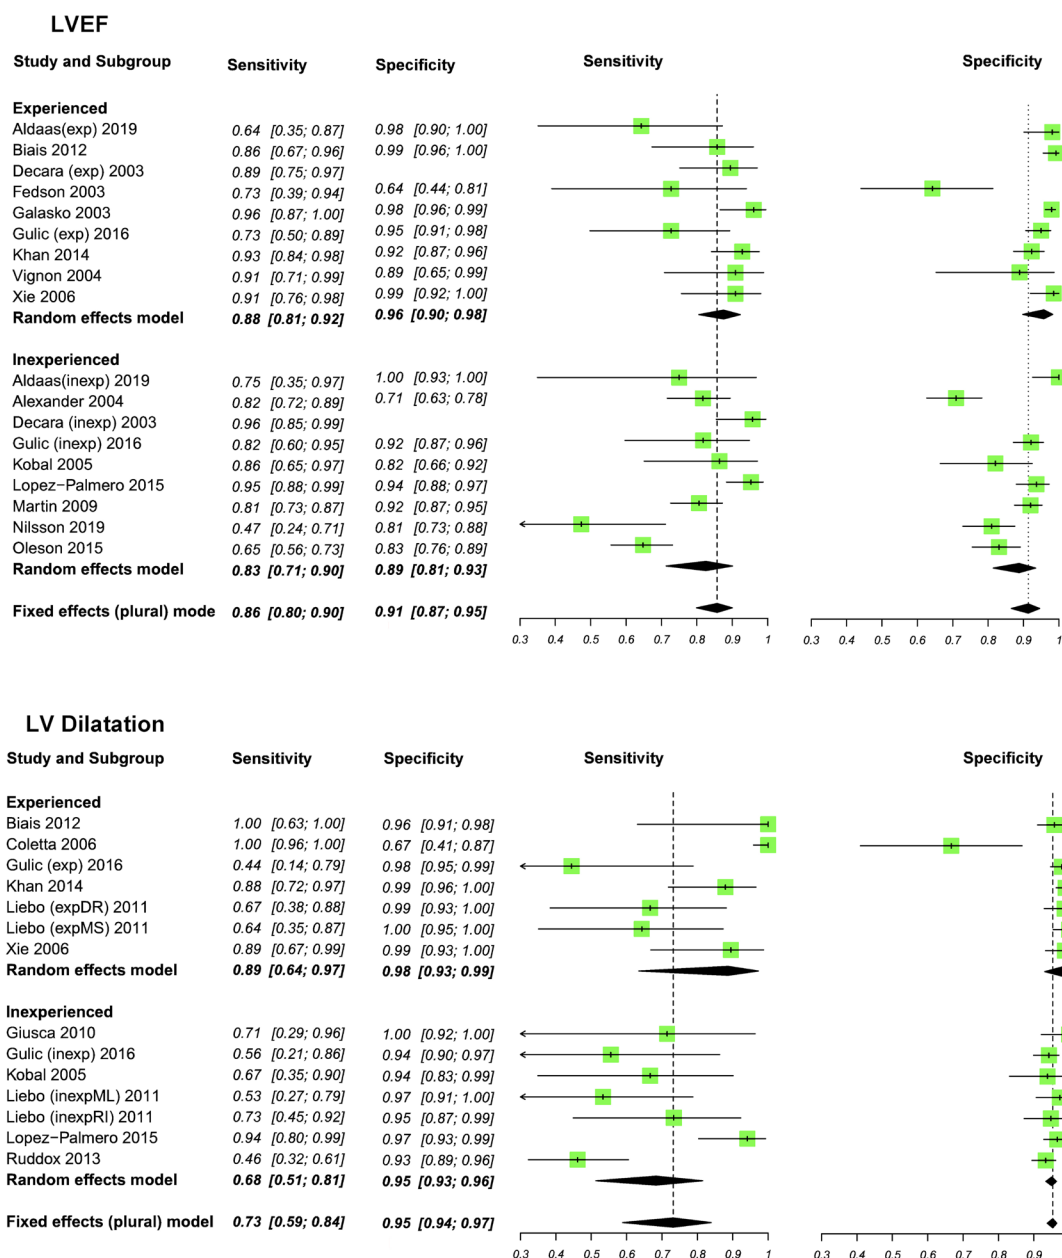 LVEF
Study and Subgroup Sensitivity Specificity Sensitivity Specificity
Experienced
Aldaas(exp) 2019 0.64 [0.35; 0.87] 0.98 [0.90; 1.00]
Biais 2012 0.86 [0.67; 0.96] 0.99 [0.96; 1.00]
Decara (exp) 2003 0.89 [0.75; 0.97]
Fedson 2003 0.73 [0.39; 0.94] 0.64 [0.44; 0.81]
Galasko 2003 0.96 [0.87; 1.00] 0.98 [0.96; 0.99]
Gulic (exp) 2016 0.73 [0.50; 0.89] 0.95 [0.91; 0.98]
Khan 2014 0.93 [0.84; 0.98] 0.92 [0.87; 0.96]
Vignon 2004 0.91 [0.71; 0.99] 0.89 [0.65; 0.99]
Xie 2006 0.91 [0.76; 0.98] 0.99 [0.92; 1.00]
Random effects model 0.88 [0.81; 0.92] 0.96 [0.90; 0.98]
Inexperienced
Aldaas(inexp) 2019 0.75 [0.35; 0.97] 1.00 [0.93; 1.00]
Alexander 2004 0.82 [0.72; 0.89] 0.71 [0.63; 0.78]
Decara (inexp) 2003 0.96 [0.85; 0.99]
Gulic (inexp) 2016 0.82 [0.60; 0.95] 0.92 [0.87; 0.96]
Kobal 2005 0.86 [0.65; 0.97] 0.82 [0.66; 0.92]
Lopez−Palmero 2015 0.95 [0.88; 0.99] 0.94 [0.88; 0.97]
Martin 2009 0.81 [0.73; 0.87] 0.92 [0.87; 0.95]
Nilsson 2019 0.47 [0.24; 0.71] 0.81 [0.73; 0.88]
Oleson 2015 0.65 [0.56; 0.73] 0.83 [0.76; 0.89]
Random effects model 0.83 [0.71; 0.90] 0.89 [0.81; 0.93]
Fixed effects (plural) mode 0.86 [0.80; 0.90] 0.91 [0.87; 0.95]
0.3 0.4 0.5 0.6 0.7 0.8 0.9 1 0.3 0.4 0.5 0.6 0.7 0.8 0.9 1
LV Dilatation
Study and Subgroup Sensitivity Specificity Sensitivity Specificity
Experienced
Biais 2012 1.00 [0.63; 1.00] 0.96 [0.91; 0.98]
Coletta 2006 1.00 [0.96; 1.00] 0.67 [0.41; 0.87]
Gulic (exp) 2016 0.44 [0.14; 0.79] 0.98 [0.95; 0.99]
Khan 2014 0.88 [0.72; 0.97] 0.99 [0.96; 1.00]
Liebo (expDR) 2011 0.67 [0.38; 0.88] 0.99 [0.93; 1.00]
Liebo (expMS) 2011 0.64 [0.35; 0.87] 1.00 [0.95; 1.00]
Xie 2006 0.89 [0.67; 0.99] 0.99 [0.93; 1.00]
Random effects model 0.89 [0.64; 0.97] 0.98 [0.93; 0.99]
Inexperienced
Giusca 2010 0.71 [0.29; 0.96] 1.00 [0.92; 1.00]
Gulic (inexp) 2016 0.56 [0.21; 0.86] 0.94 [0.90; 0.97]
Kobal 2005 0.67 [0.35; 0.90] 0.94 [0.83; 0.99]
Liebo (inexpML) 2011 0.53 [0.27; 0.79] 0.97 [0.91; 1.00]
Liebo (inexpRI) 2011 0.73 [0.45; 0.92] 0.95 [0.87; 0.99]
Lopez−Palmero 2015 0.94 [0.80; 0.99] 0.97 [0.93; 0.99]
Ruddox 2013 0.46 [0.32; 0.61] 0.93 [0.89; 0.96]
Random effects model 0.68 [0.51; 0.81] 0.95 [0.93; 0.96]
Fixed effects (plural) model 0.73 [0.59; 0.84] 0.95 [0.94; 0.97]
0.3 0.4 0.5 0.6 0.7 0.8 0.9 1 0.3 0.4 0.5 0.6 0.7 0.8 0.9